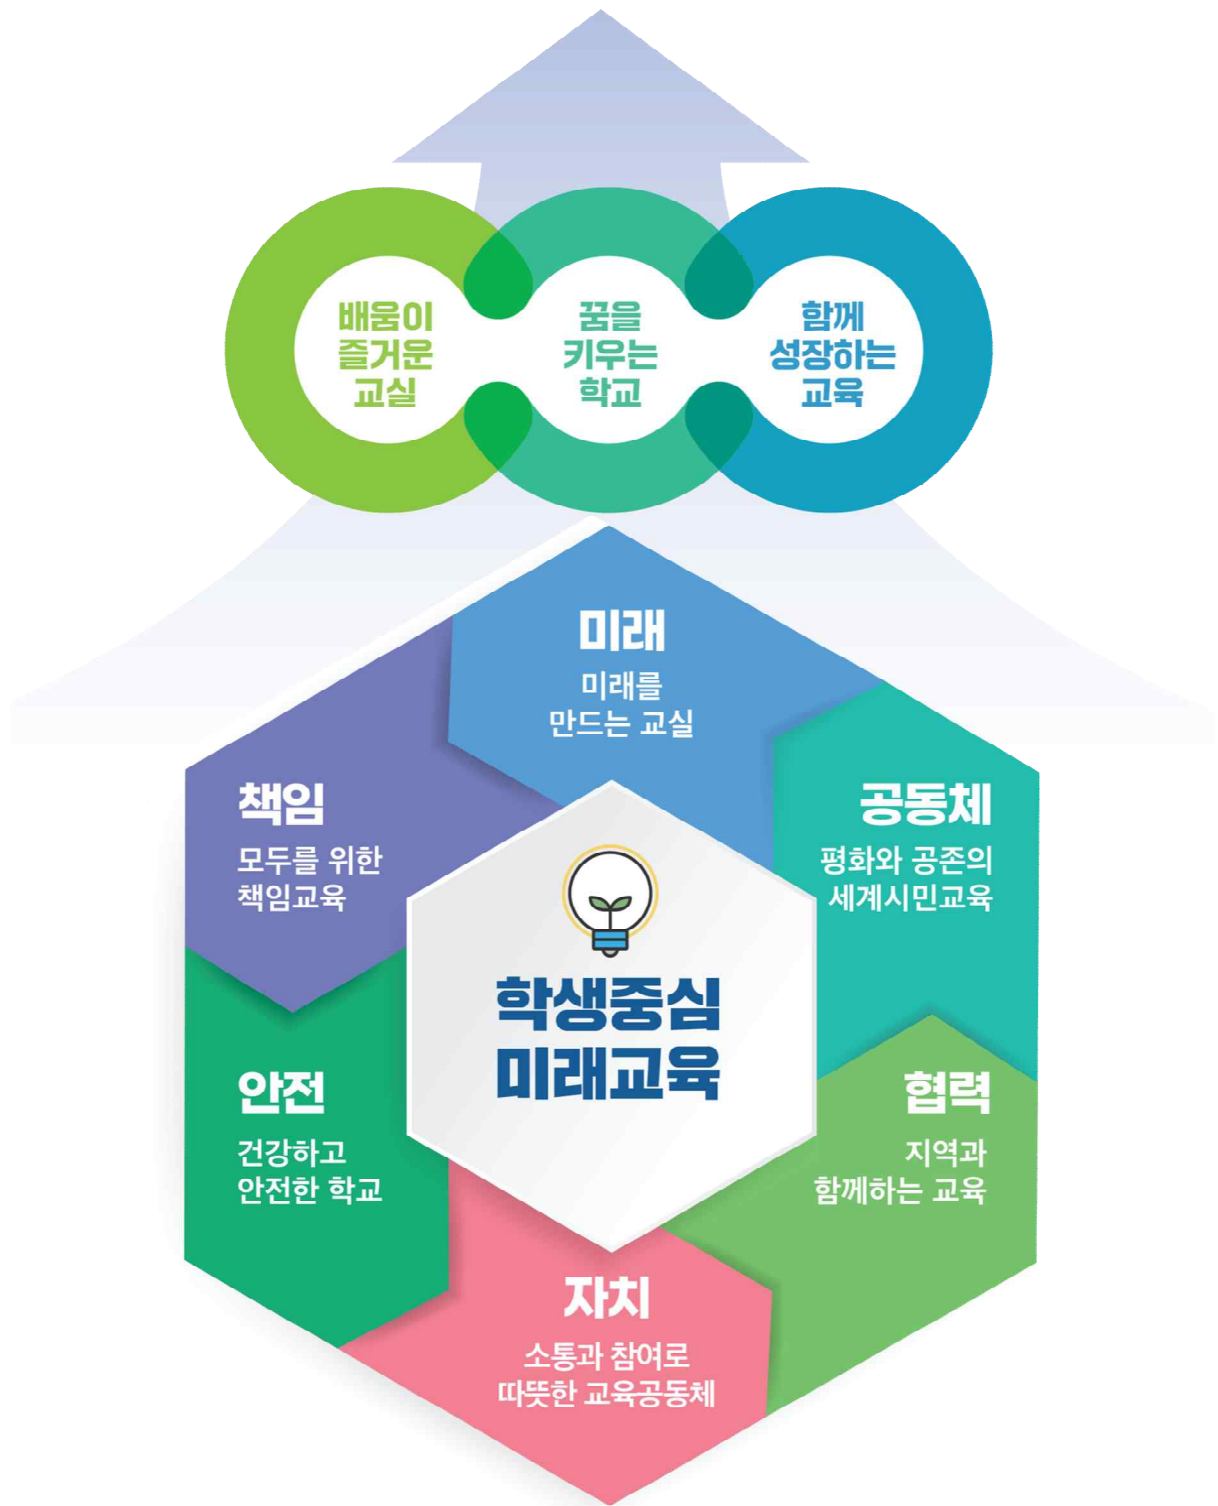 배움이
즐거운
교실
꿈을
키우는
학교
함께
성장하는
교육
미래
미래를
만드는 교실
책임
모두를 위한
책임교육
공동체
평화와 공존의
세계시민교육
학생중심
미래교육
안전
건강하고
안전한 학교
협력
지역과
함께하는 교육
자치
소통과 참여로
따뜻한 교육공동체